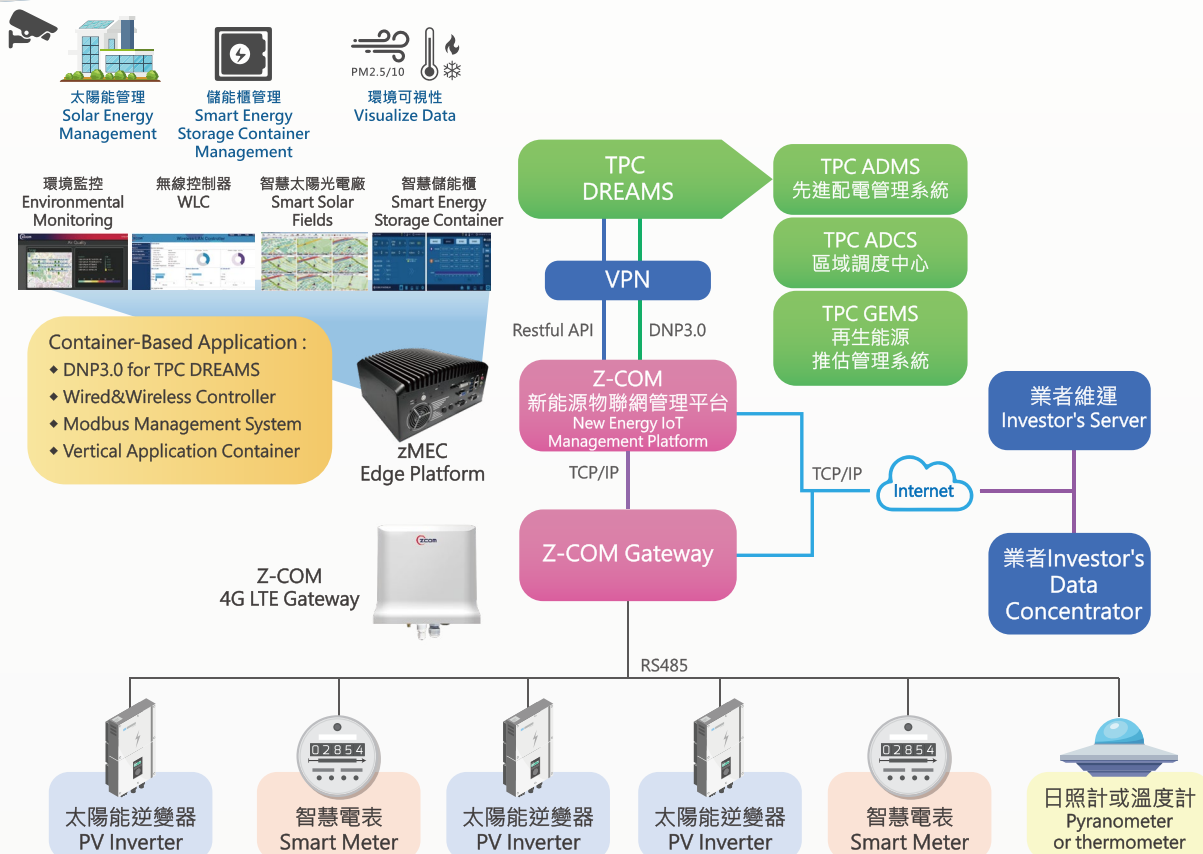 PM2.5/10
太陽能管理
Solar Energy
Management
儲能櫃管理
Smart Energy
Storage Container
Management
環境可視性
Visualize Data
環境監控
Environmental
Monitoring
無線控制器
WLC
智慧太陽光電廠
Smart Solar
Fields
智慧儲能櫃
Smart Energy
Storage Container
Container-Based Application :
◆ DNP3.0 for TPC DREAMS
◆ Wired&Wireless Controller
◆ Modbus Management System
◆ Vertical Application Container
zMEC
Edge Platform
ZCOM
Z-COM
4G LTE Gateway
TPC
DREAMS
TPC ADMS
先進配電管理系統
TPC ADCS
區域調度中心
TPC GEMS
再生能源
推估管理系統
VPN
Restful API
DNP3.0
Z-COM
新能源物聯網管理平台
New Energy IoT
Management Platform
TCP/IP
Z-COM Gateway
TCP/IP
Internet
業者維運
Investor's Server
業者Investor's
Data
Concentrator
RS485
太陽能逆變器
PV Inverter
02854
智慧電表
Smart Meter
太陽能逆變器
PV Inverter
太陽能逆變器
PV Inverter
02854
智慧電表
Smart Meter
日照計或溫度計
Pyranometer
or thermometer